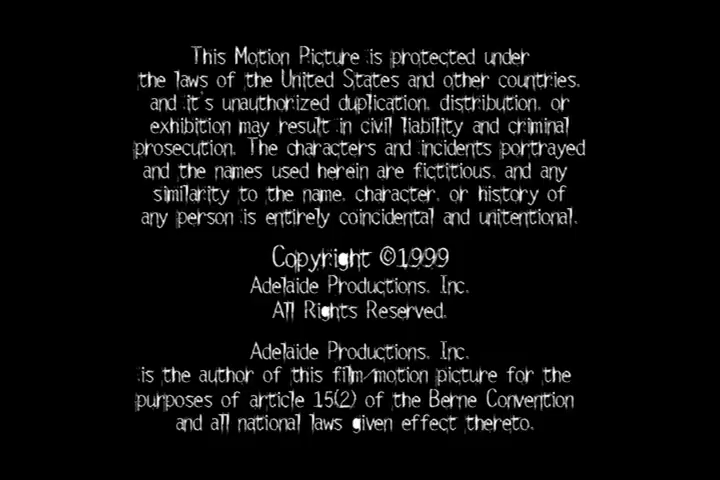 This Motion Picture is protected under
the laws of the United States and other countries,
and it's unauthorized duplication, distribution, or
exhibition may result in civil liability and criminal
prosecution. The characters and incidents portrayed
and the names used herein are fictitious, and any
similarity to the name, character, or history of
any person is entirely coincidental and unitentional.
Copyright ©1999
Adelaide Productions, Inc.
All Rights Reserved.
Adelaide Productions, Inc.
is the author of this film/motion picture for the
purposes of article 15(2) of the Berne Convention
and all national laws given effect thereto.